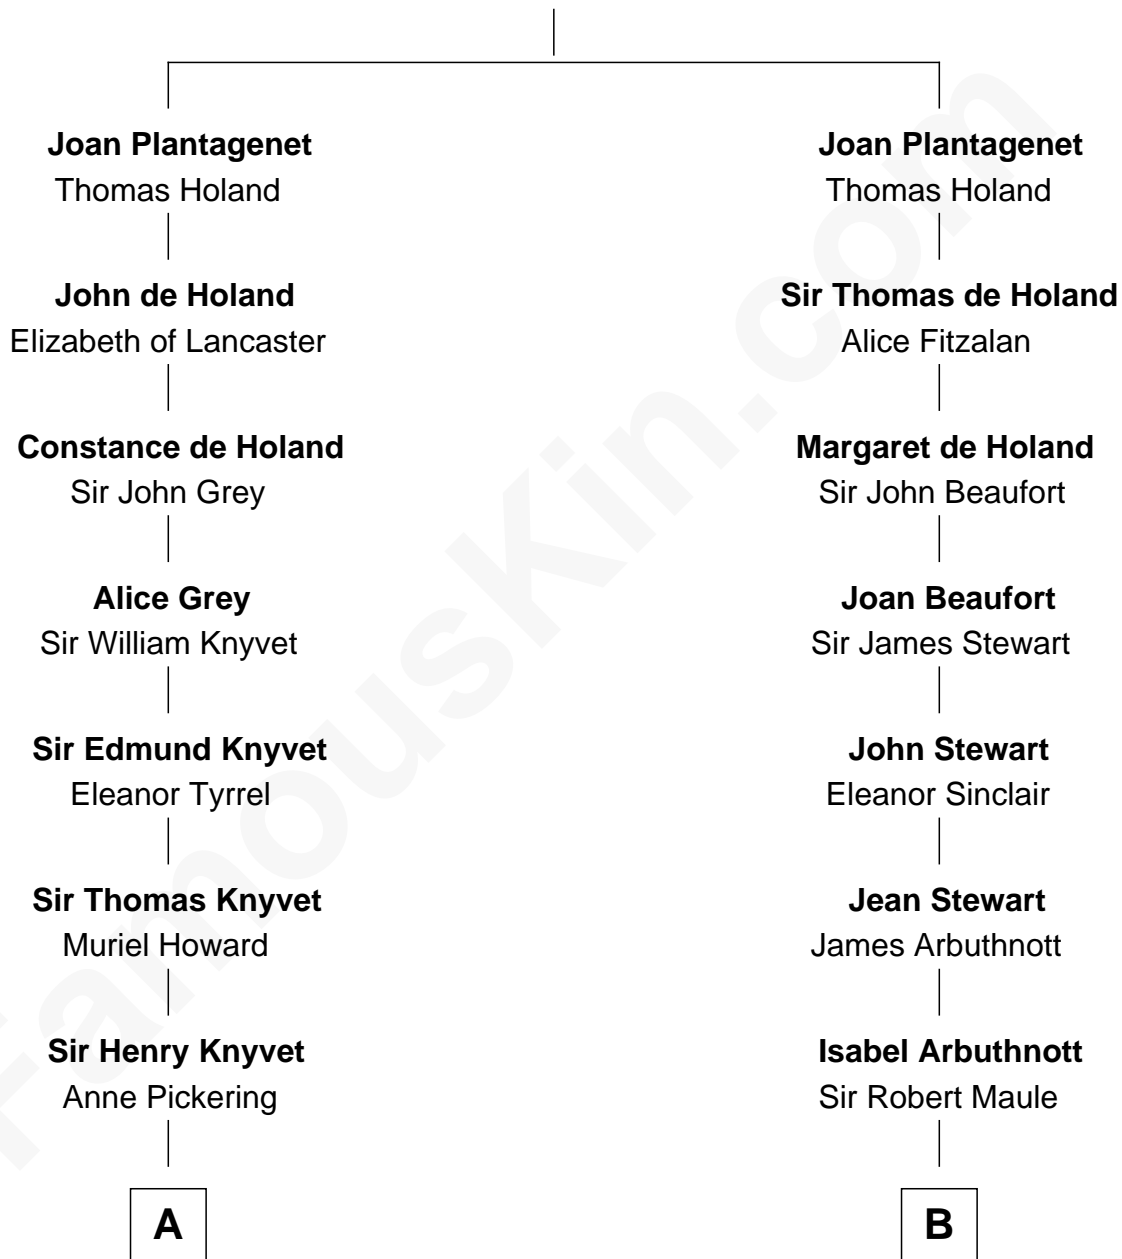 Joan Plantagenet
Thomas Holand
John de Holand
Elizabeth of Lancaster
Constance de Holand
Sir John Grey
Alice Grey
Sir William Knyvet
Sir Edmund Knyvet
Eleanor Tyrrel
Sir Thomas Knyvet
Muriel Howard
Sir Henry Knyvet
Anne Pickering
A
Joan Plantagenet
Thomas Holand
Sir Thomas de Holand
Alice Fitzalan
Margaret de Holand
Sir John Beaufort
Joan Beaufort
Sir James Stewart
John Stewart
Eleanor Sinclair
Jean Stewart
James Arbuthnott
Isabel Arbuthnott
Sir Robert Maule
B
FamousKin.com